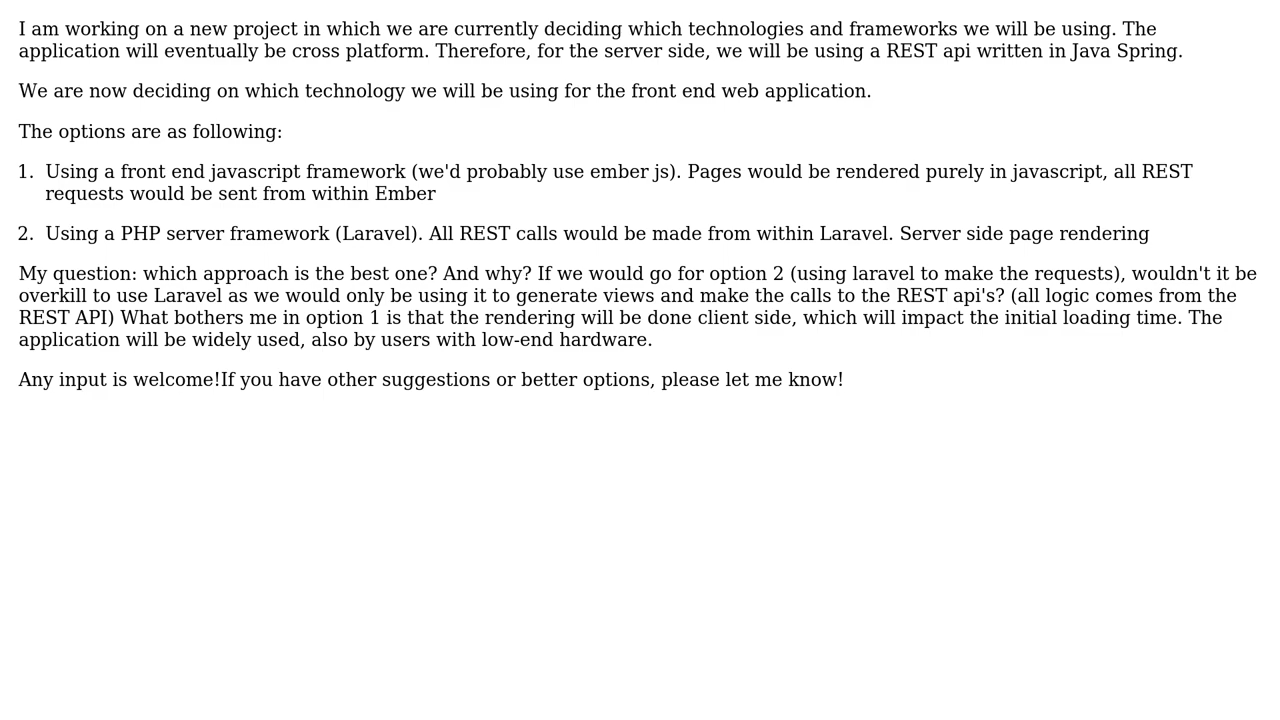 I am working on a new project in which we are currently deciding which technologies and frameworks we will be using. The
application will eventually be cross platform. Therefore, for the server side, we will be using a REST api written in Java Spring.
We are now deciding on which technology we will be using for the front end web application.
The options are as following:
1. Using a front end javascript framework (we'd probably use ember js). Pages would be rendered purely in javascript, all REST
requests would be sent from within Ember
2. Using a PHP server framework (Laravel). All REST calls would be made from within Laravel. Server side page rendering
My question: which approach is the best one? And why? If we would go for option 2 (using laravel to make the requests), wouldn't it be
overkill to use Laravel as we would only be using it to generate views and make the calls to the REST api's? (all logic comes from the
REST API) What bothers me in option 1 is that the rendering will be done client side, which will impact the initial loading time. The
application will be widely used, also by users with low-end hardware.
Any input is welcome!If you have other suggestions or better options, please let me know!